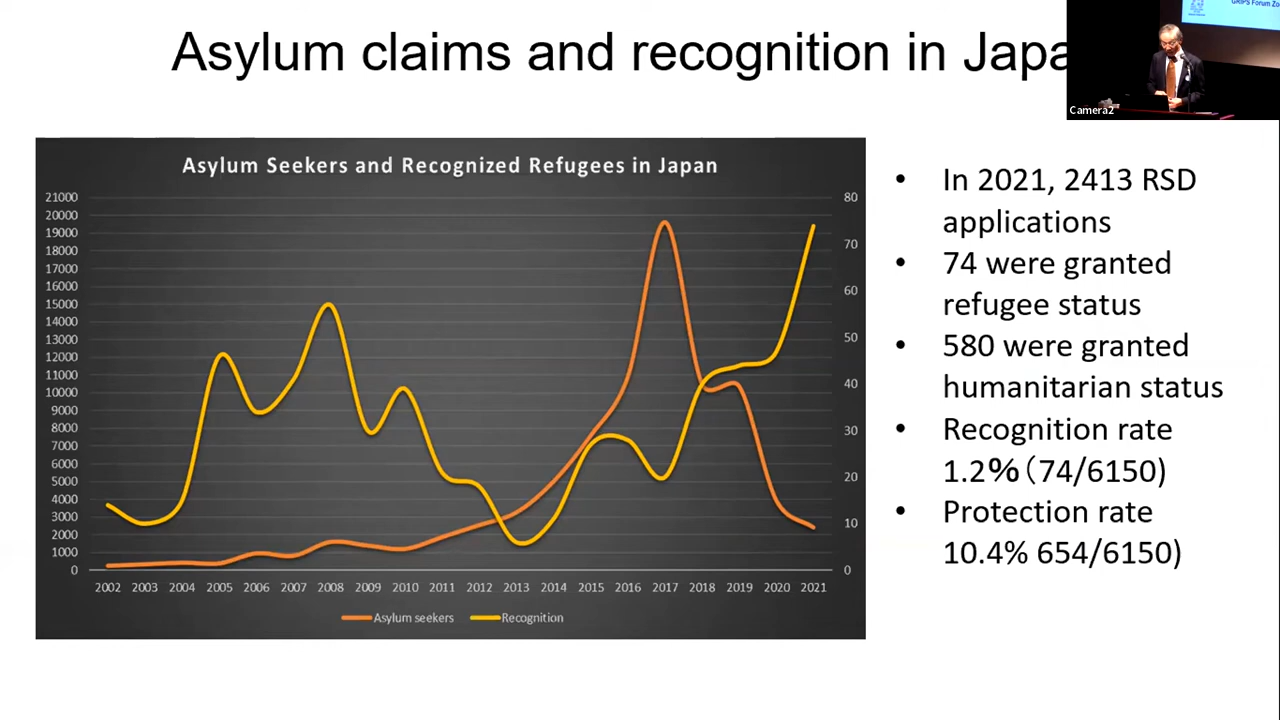 Asylum claims and recognition in Japa
GRIPS Forum
Camera2
Asylum Seekers and Recognized Refugees in Japan
21000
20000
19000
18000
17000
16000
15000
14000
13000
12000
11000
10000
9000
8000
7000
6000
5000
4000
3000
2000
1000
0
80
70
60
50
40
30
20
10
0
2002 2003 2004 2005 2006 2007 2008 2009 2010 2011 2012 2013 2014 2015 2016 2017 2018 2019 2020 2021
Asylum seekers Recognition
• In 2021, 2413 RSD
applications
• 74 were granted
refugee status
• 580 were granted
humanitarian status
• Recognition rate
1.2%（74/6150)
• Protection rate
10.4% 654/6150)